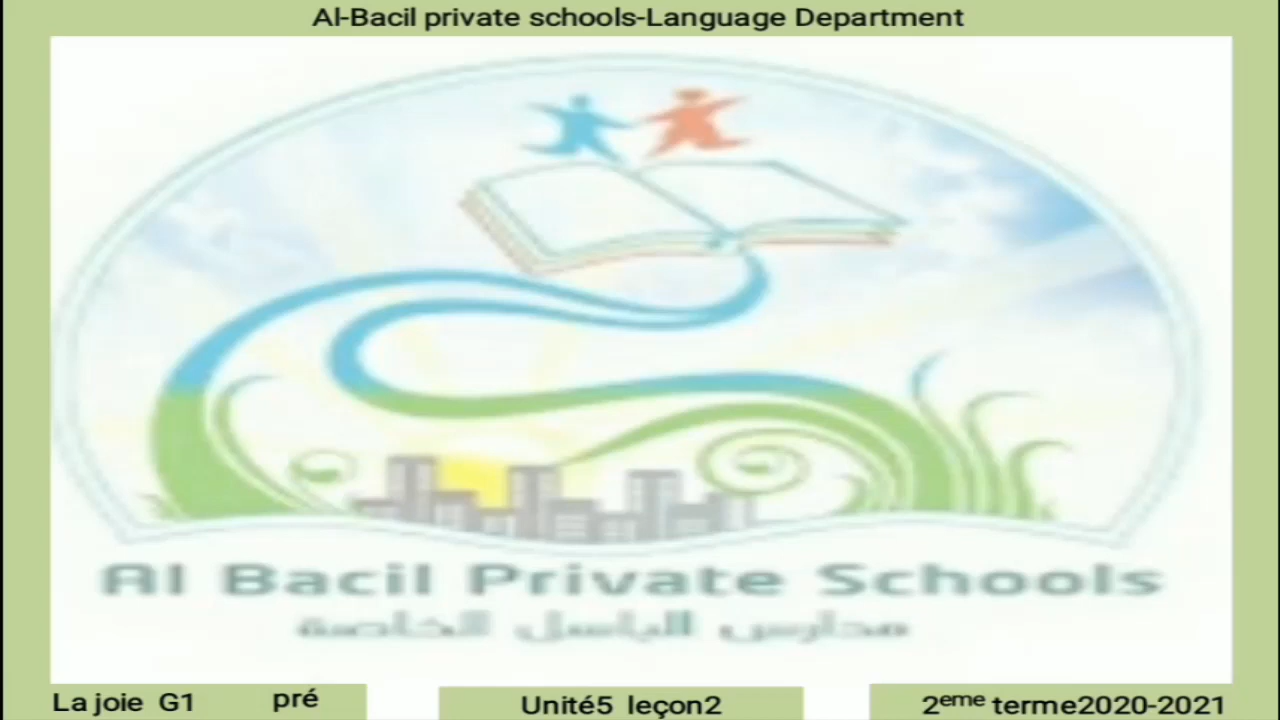 Al-Bacil private schools-Language Department
Al Bacil Private Schools
مدارس الباسل الخاصة
La joie G1 pré
Unité5 leçon2
2eme terme2020-2021